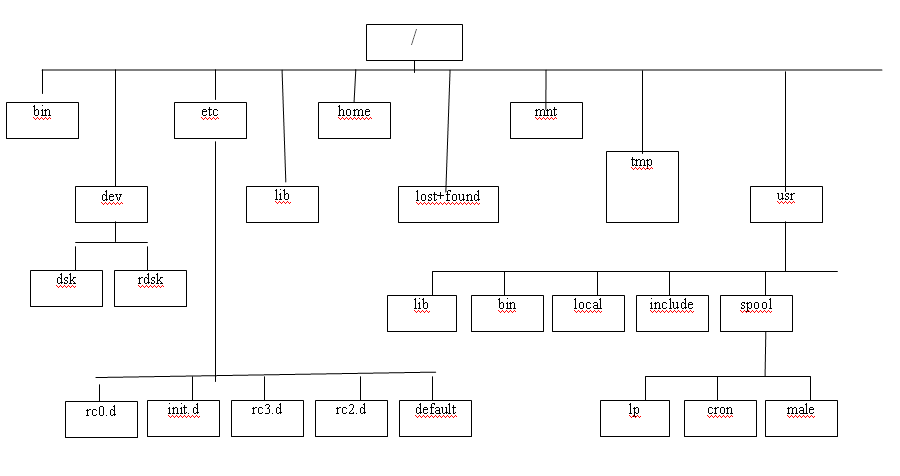 /
bin
etc
home
mnt
tmp
dev
lib
lost+found
usr
dsk
rdsk
lib
bin
local
include
spool
rc0.d
init.d
rc3.d
rc2.d
default
lp
cron
male